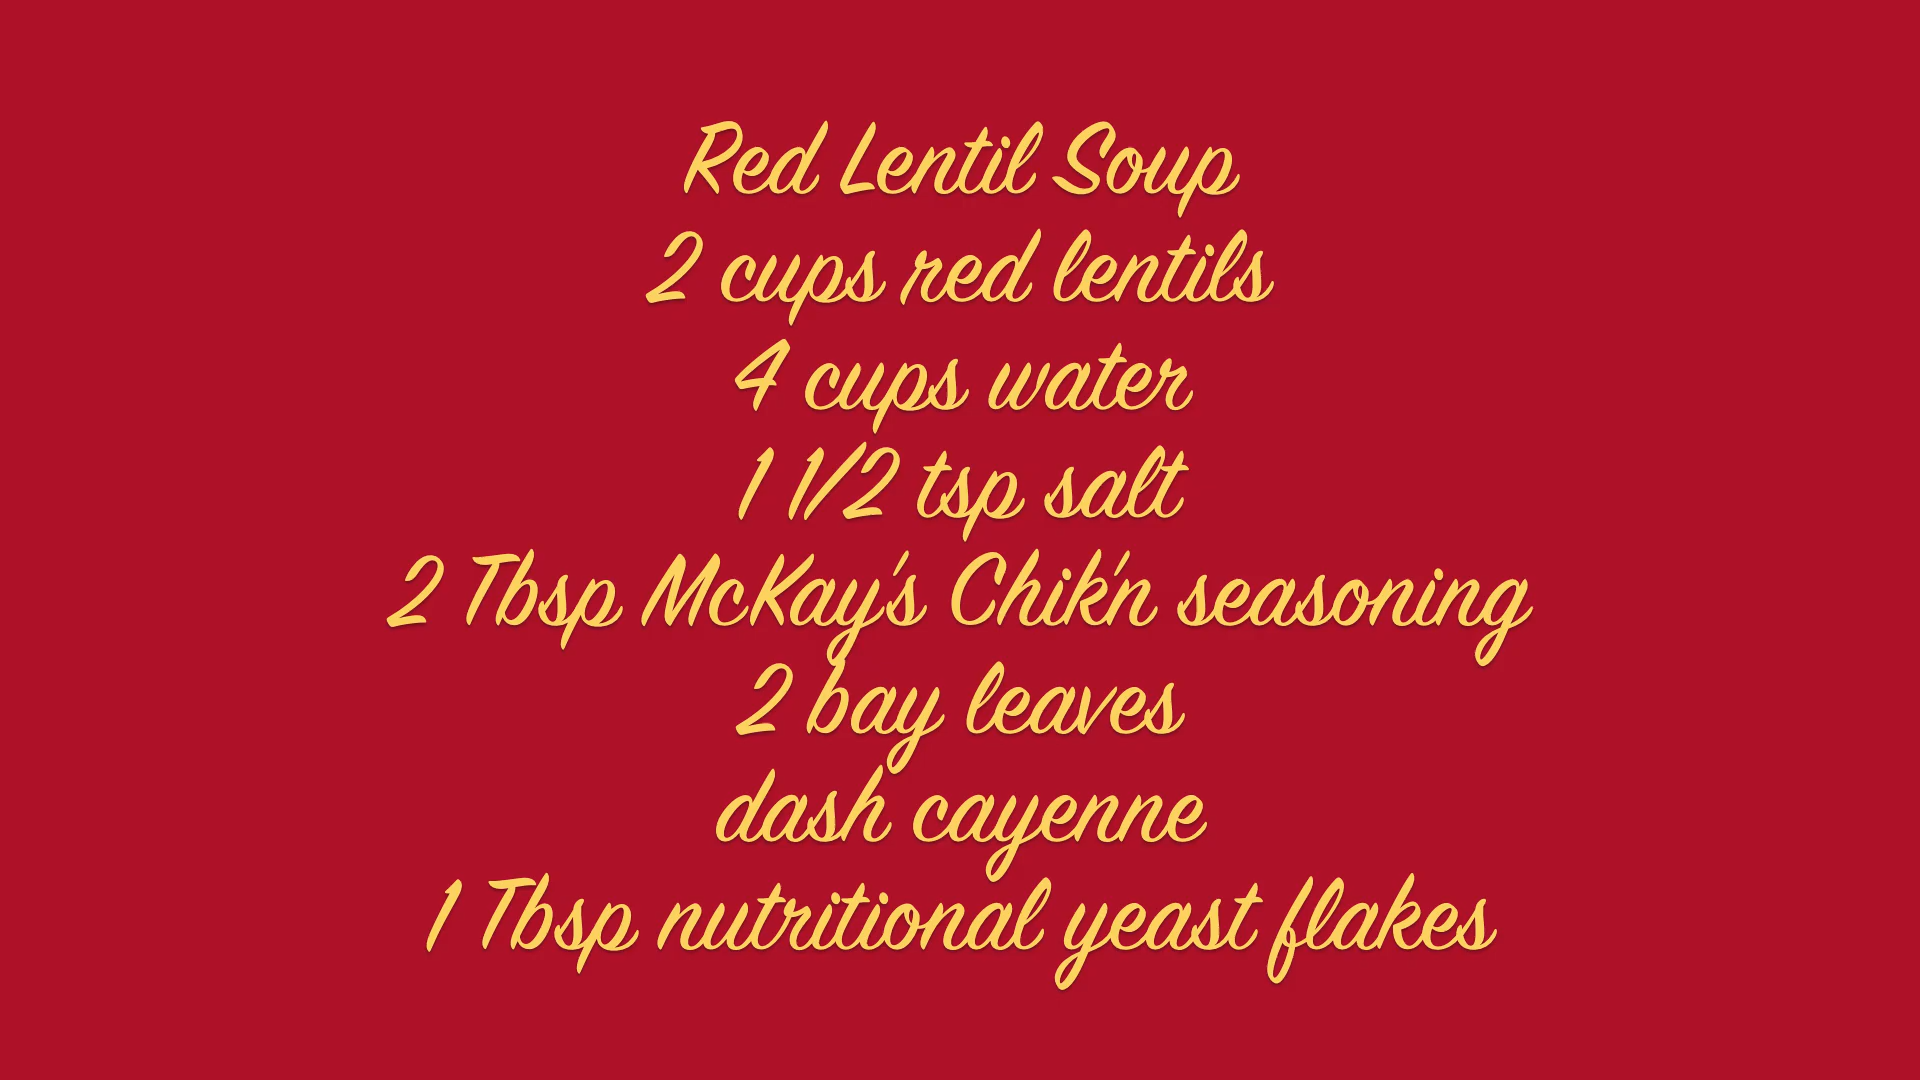 Red Lentil Soup
2 cups red lentils
4 cups water
1 1/2 tsp salt
2 Tbsp McKay's Chik'n seasoning
2 bay leaves
dash cayenne
1 Tbsp nutritional yeast flakes